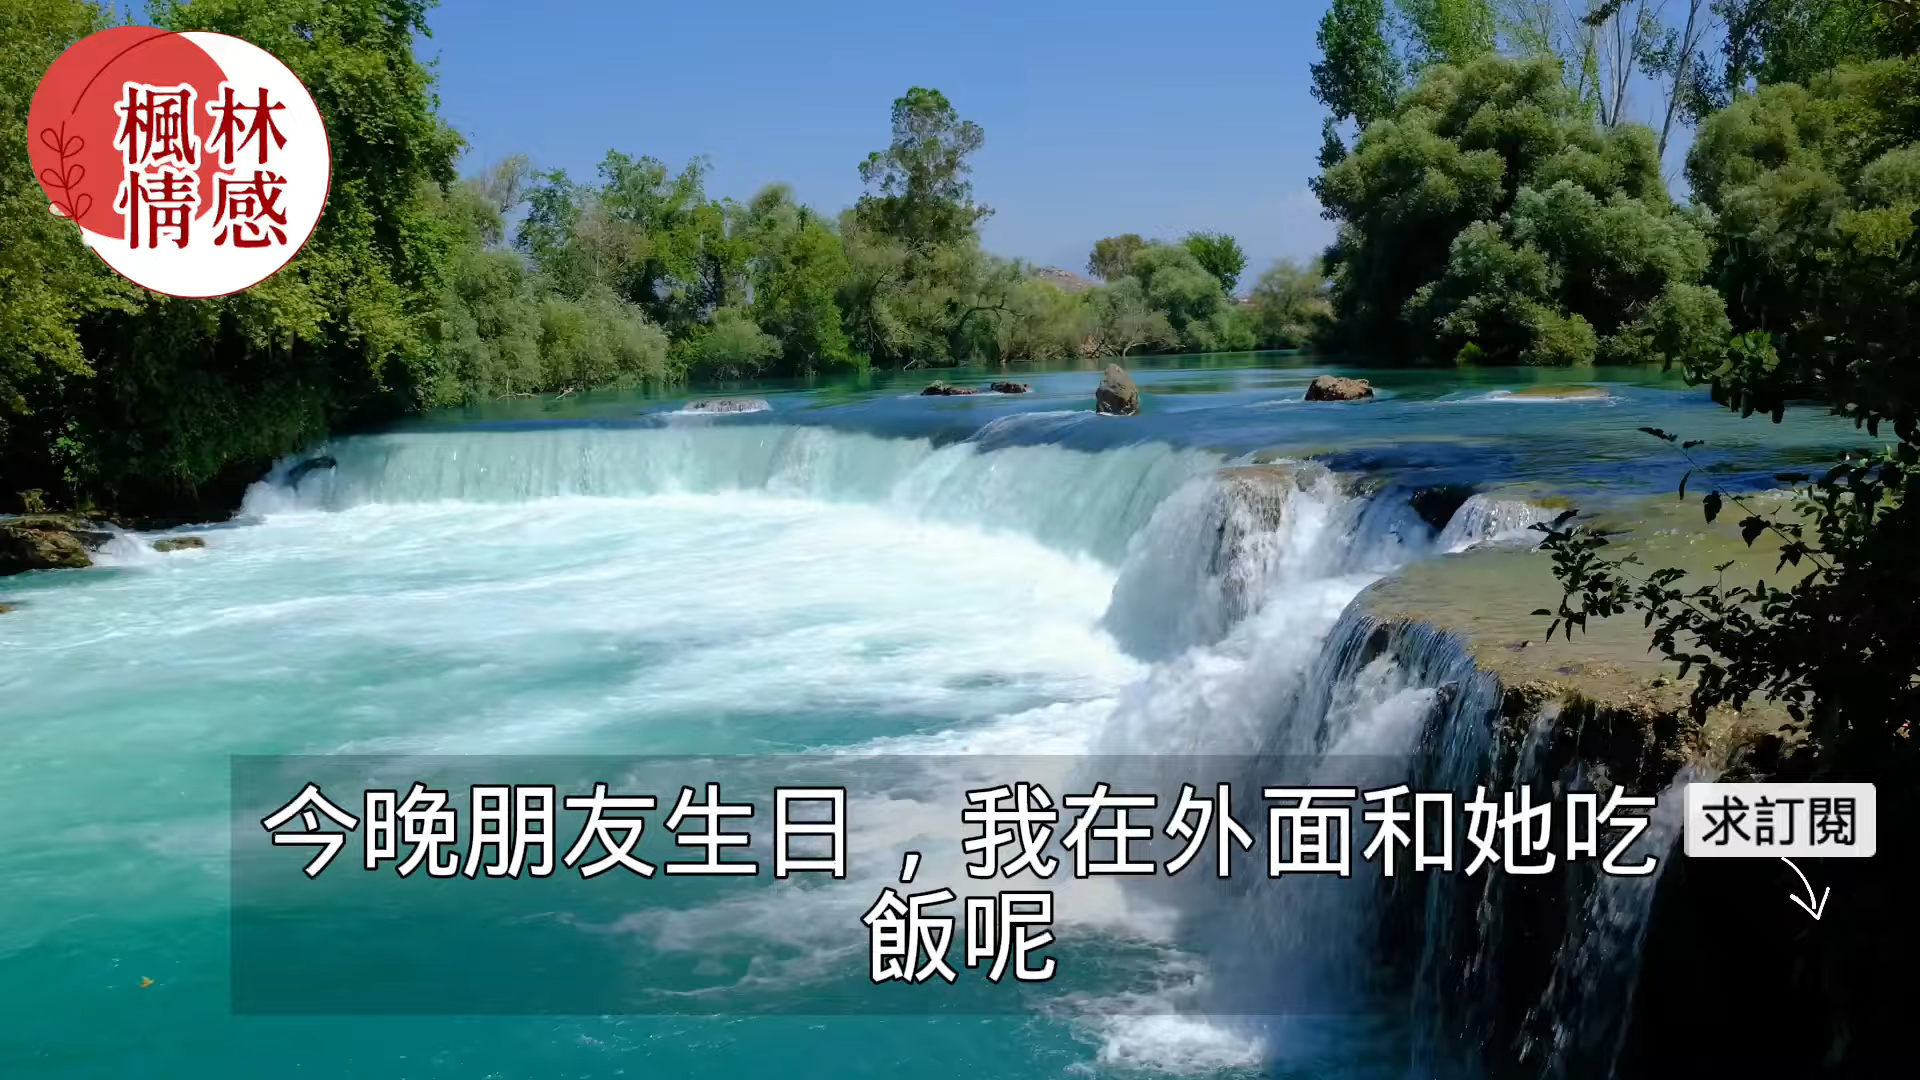 楓林
情感
今晚朋友生日，我在外面和她吃
飯呢
求訂閱